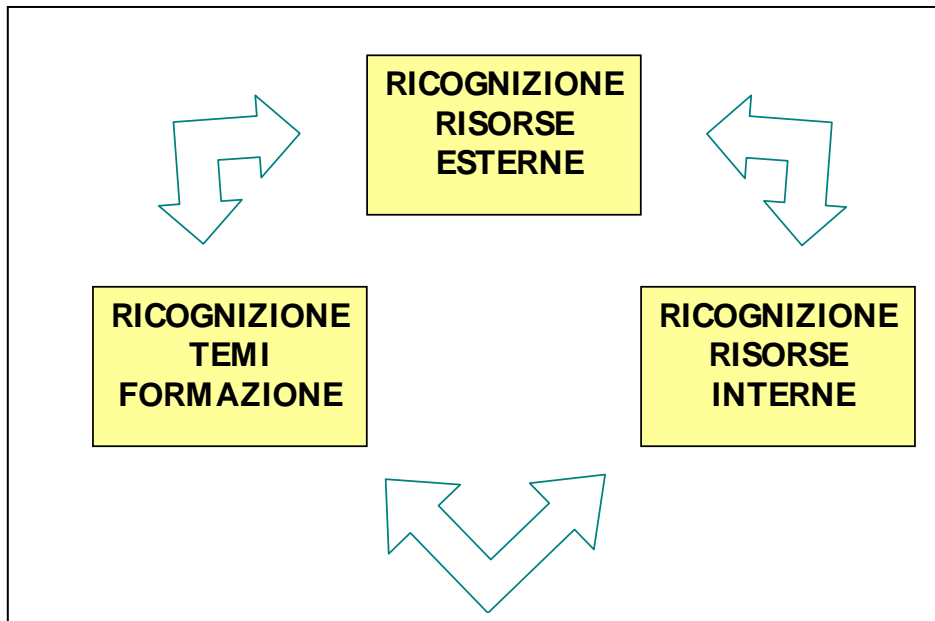 RICOGNIZIONE
RISORSE
ESTERNE
RICOGNIZIONE
TEMI
FORMAZIONE
RICOGNIZIONE
RISORSE
INTERNE